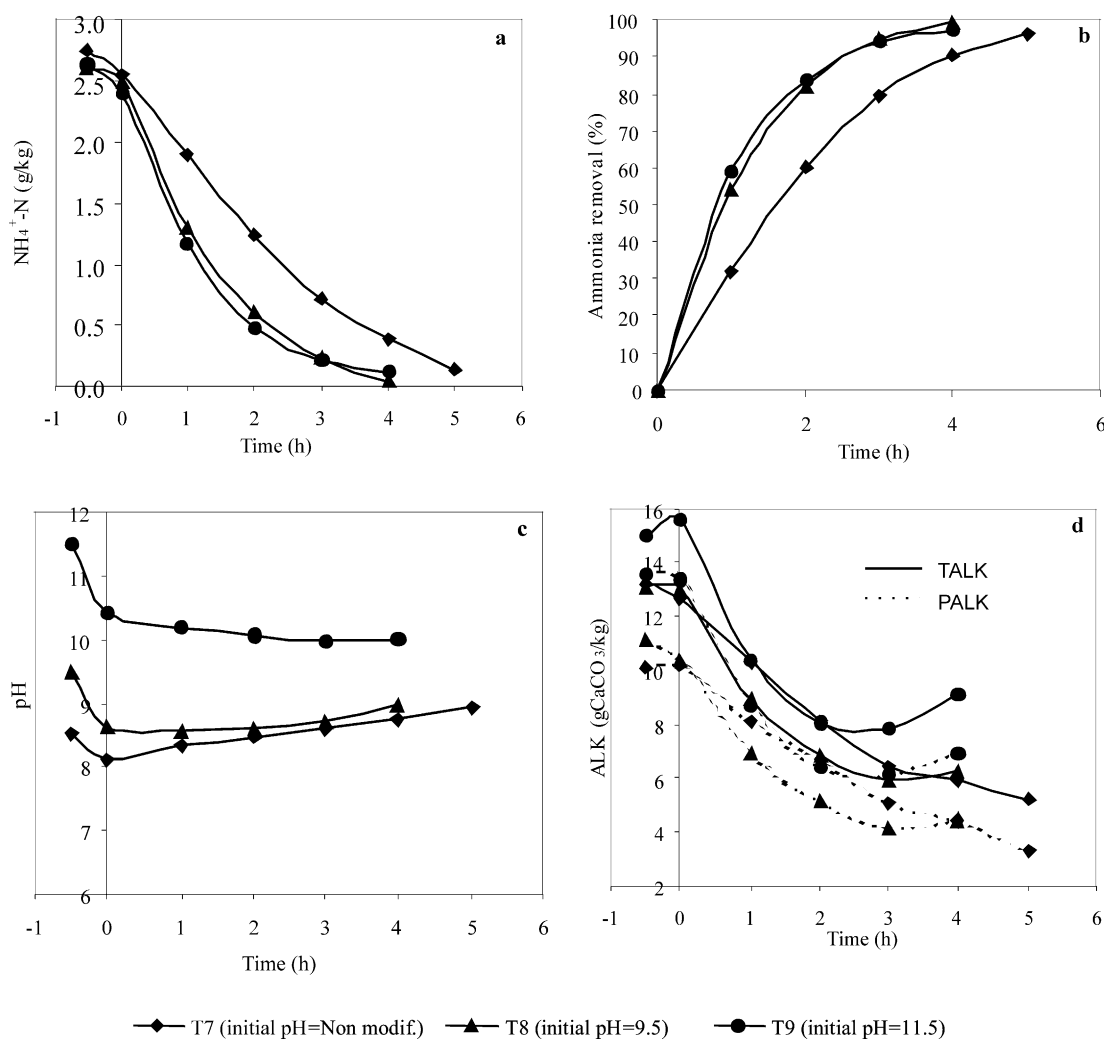 a
3.0
2.5
2.0
1.5
1.0
0.5
0.0
NH₄⁺-N (g/kg)
-1 0 1 2 3 4 5 6
Time (h)
b
100
90
80
70
60
50
40
30
20
10
0
Ammonia removal (%)
0 2 4 6
Time (h)
c
12
11
10
9
8
7
6
pH
-1 0 1 2 3 4 5 6
Time (h)
d
16
14
12
10
8
6
4
2
ALK (gCaCO₃/kg)
TALK
PALK
-1 0 1 2 3 4 5 6
Time (h)
T7 (initial pH=Non modif.) T8 (initial pH=9.5) T9 (initial pH=11.5)